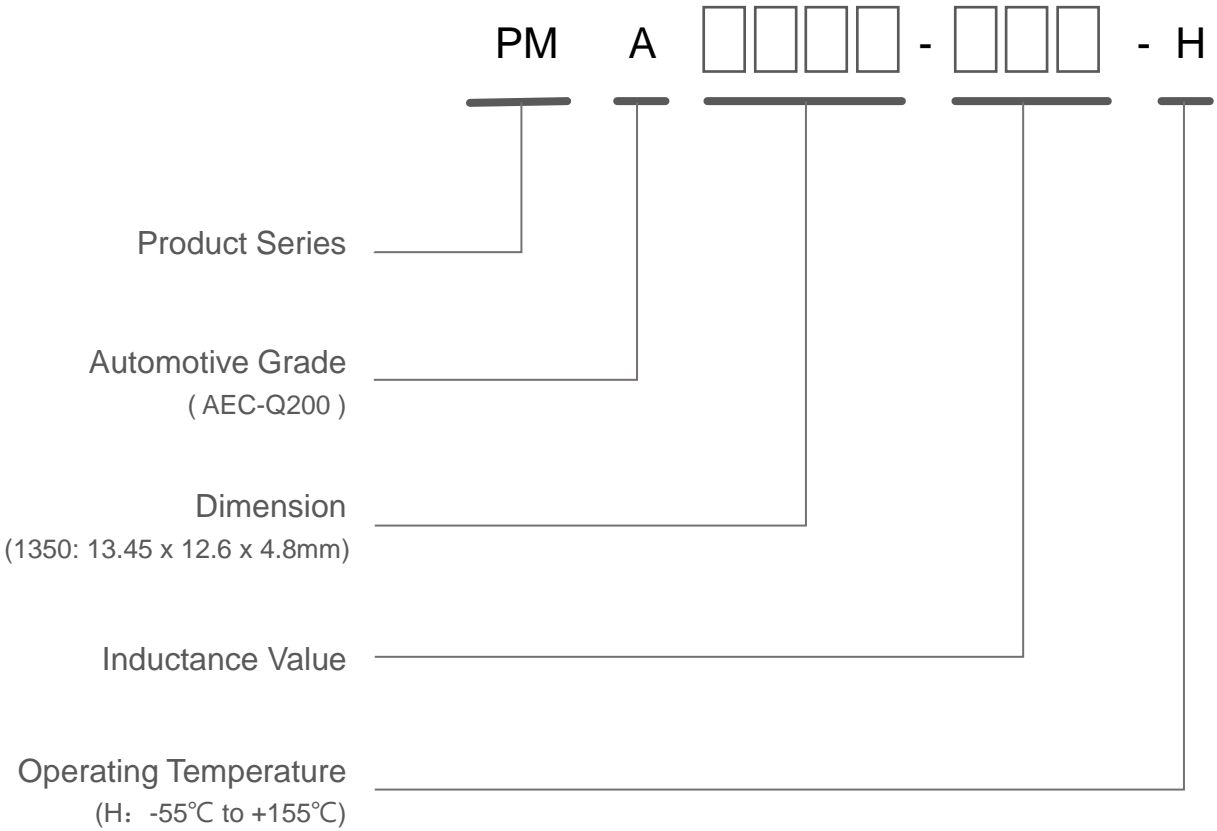 PM A □□□□ - □□□ - H
Product Series
Automotive Grade
( AEC-Q200 )
Dimension
(1350: 13.45 x 12.6 x 4.8mm)
Inductance Value
Operating Temperature
(H：-55℃ to +155℃)